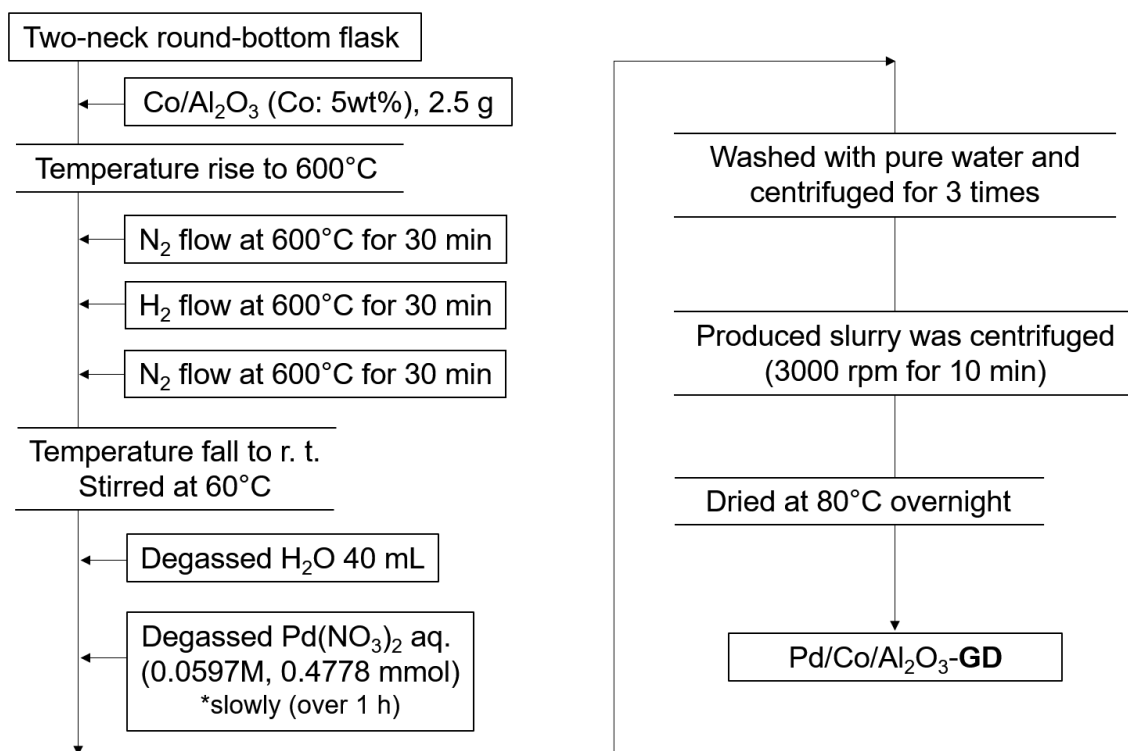 Two-neck round-bottom flask
Co/Al₂O₃ (Co: 5wt%), 2.5 g
Temperature rise to 600°C
N₂ flow at 600°C for 30 min
H₂ flow at 600°C for 30 min
N₂ flow at 600°C for 30 min
Temperature fall to r. t.
Stirred at 60°C
Degassed H₂O 40 mL
Degassed Pd(NO₃)₂ aq.
(0.0597M, 0.4778 mmol)
*slowly (over 1 h)
Washed with pure water and
centrifuged for 3 times
Produced slurry was centrifuged
(3000 rpm for 10 min)
Dried at 80°C overnight
Pd/Co/Al₂O₃-GD